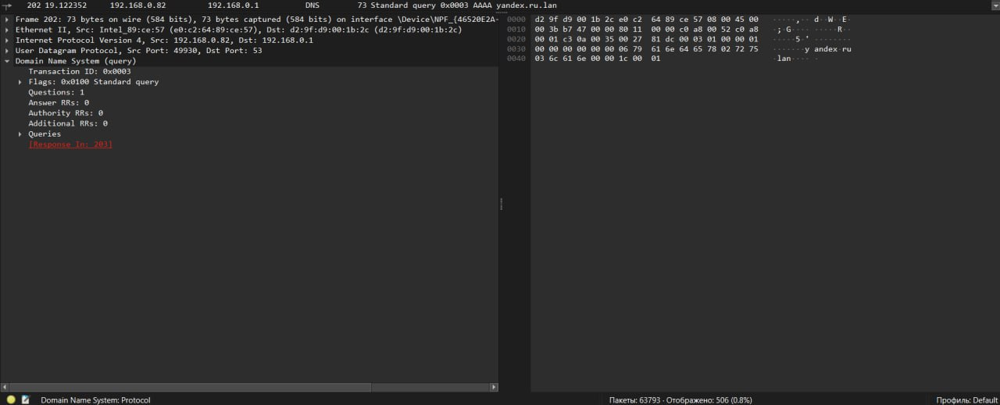 202 19.122352 192.168.0.82 192.168.0.1 DNS 73 Standard query 0x0003 AAAA yandex.ru.lan
Frame 202: 73 bytes on wire (584 bits), 73 bytes captured (584 bits) on interface \Device\NPF_{46520E2A-
Ethernet II, Src: Intel_89:ce:57 (e0:c2:64:89:ce:57), Dst: d2:9f:d9:00:1b:2c (d2:9f:d9:00:1b:2c)
Internet Protocol Version 4, Src: 192.168.0.82, Dst: 192.168.0.1
User Datagram Protocol, Src Port: 49930, Dst Port: 53
Domain Name System (query)
Transaction ID: 0x0003
Flags: 0x0100 Standard query
Questions: 1
Answer RRs: 0
Authority RRs: 0
Additional RRs: 0
Queries
[Response In: 203]
0000 d2 9f d9 00 1b 2c e0 c2 64 89 ce 57 08 00 45 00 ·····,·· d··W··E·
0010 00 3b b7 47 00 00 80 11 00 00 c0 a8 00 52 c0 a8 ·;·G···· ·····R··
0020 00 01 c3 0a 00 35 00 27 81 dc 00 03 01 00 00 01 ·····5·' ········
0030 00 00 00 00 00 00 06 79 61 6e 64 65 78 02 72 75 ·······y andex·ru
0040 03 6c 61 6e 00 00 1c 00 01 ·lan···· ·
Domain Name System: Protocol
Пакеты: 63793 · Отображено: 506 (0.8%)
Профиль: Default